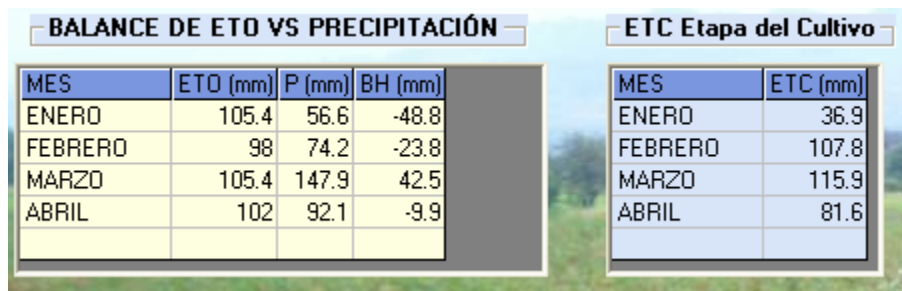 BALANCE DE ETO VS PRECIPITACIÓN
MES ETO (mm) P (mm) BH (mm)
ENERO 105.4 56.6 -48.8
FEBRERO 98 74.2 -23.8
MARZO 105.4 147.9 42.5
ABRIL 102 92.1 -9.9
ETC Etapa del Cultivo
MES ETC (mm)
ENERO 36.9
FEBRERO 107.8
MARZO 115.9
ABRIL 81.6